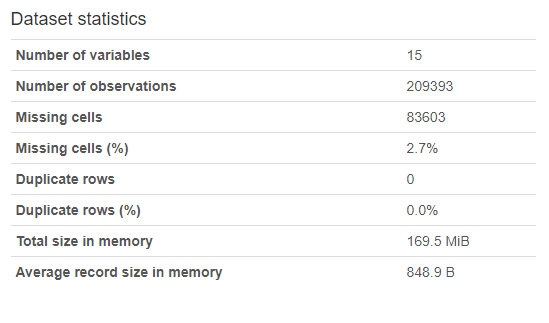 Dataset statistics
Number of variables 15
Number of observations 209393
Missing cells 83603
Missing cells (%) 2.7%
Duplicate rows 0
Duplicate rows (%) 0.0%
Total size in memory 169.5 MiB
Average record size in memory 848.9 B